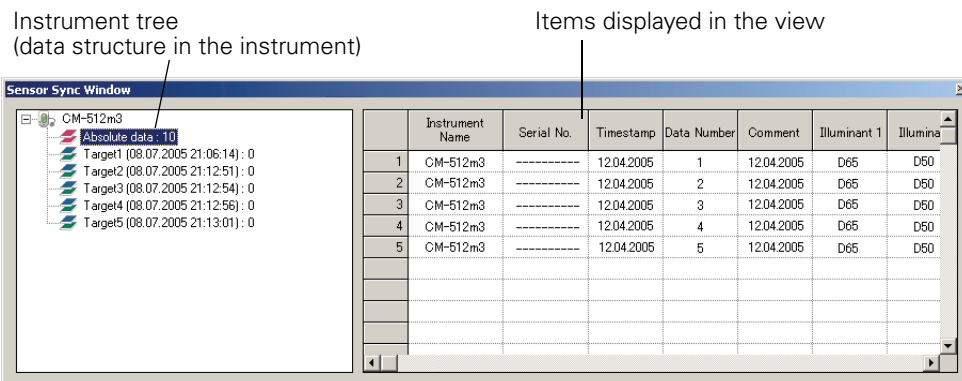 Instrument tree
(data structure in the instrument)
Items displayed in the view
Sensor Sync Window
CM-512m3
Absolute data : 10
Target1 (08.07.2005 21:06:14) : 0
Target2 (08.07.2005 21:12:51) : 0
Target3 (08.07.2005 21:12:54) : 0
Target4 (08.07.2005 21:12:56) : 0
Target5 (08.07.2005 21:13:01) : 0
Instrument Name Serial No. Timestamp Data Number Comment Illuminant 1 Illumina
1 CM-512m3 ---------- 12.04.2005 1 12.04.2005 D65 D50
2 CM-512m3 ---------- 12.04.2005 2 12.04.2005 D65 D50
3 CM-512m3 ---------- 12.04.2005 3 12.04.2005 D65 D50
4 CM-512m3 ---------- 12.04.2005 4 12.04.2005 D65 D50
5 CM-512m3 ---------- 12.04.2005 5 12.04.2005 D65 D50